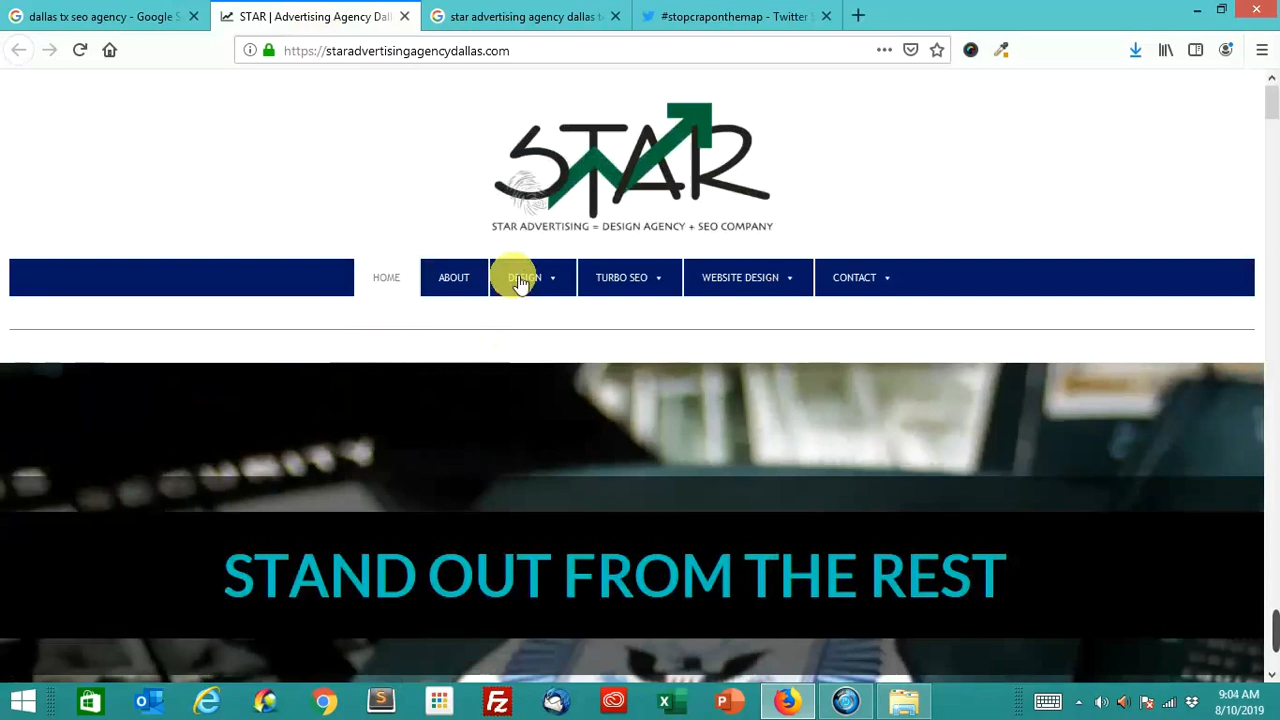 dallas tx seo agency - Google S
STAR | Advertising Agency Dal
star advertising agency dallas t
#stopcraponthemap - Twitter
https://staradvertisingagencydallas.com
STAR
STAR ADVERTISING = DESIGN AGENCY + SEO COMPANY
HOME
ABOUT
DESIGN
TURBO SEO
WEBSITE DESIGN
CONTACT
STAND OUT FROM THE REST
9:04 AM
8/10/2019